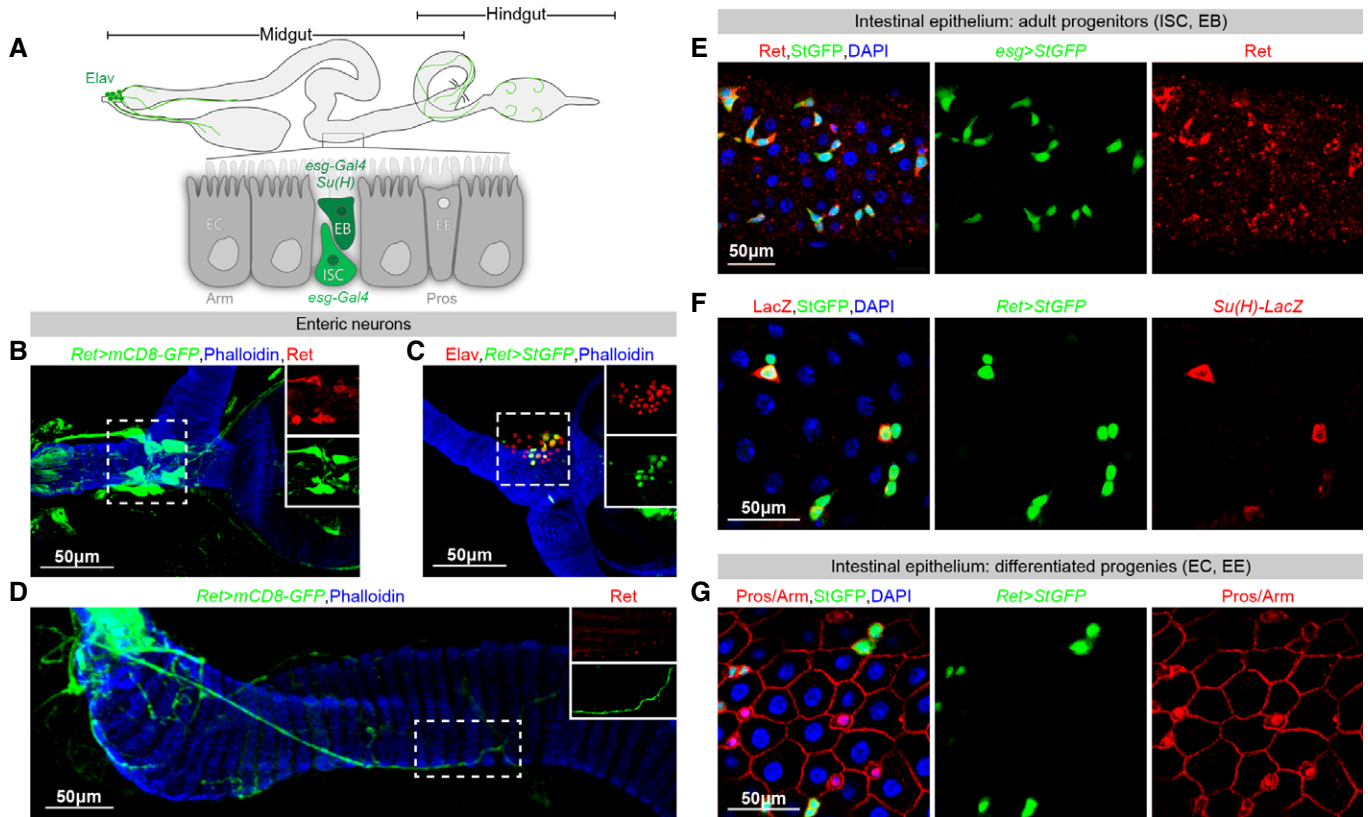 Hindgut
Midgut
A
Elav
esg-Gal4
Su(H)
EC
EB
EE
ISC
Arm
esg-Gal4
Pros
Enteric neurons
B
Ret>mCD8-GFP,Phalloidin,Ret
50µm
C
Elav,Ret>StGFP,Phalloidin
50µm
D
Ret>mCD8-GFP,Phalloidin
Ret
50µm
Intestinal epithelium: adult progenitors (ISC, EB)
E
Ret,StGFP,DAPI
esg>StGFP
Ret
50µm
F
LacZ,StGFP,DAPI
Ret>StGFP
Su(H)-LacZ
50µm
Intestinal epithelium: differentiated progenies (EC, EE)
G
Pros/Arm,StGFP,DAPI
Ret>StGFP
Pros/Arm
50µm